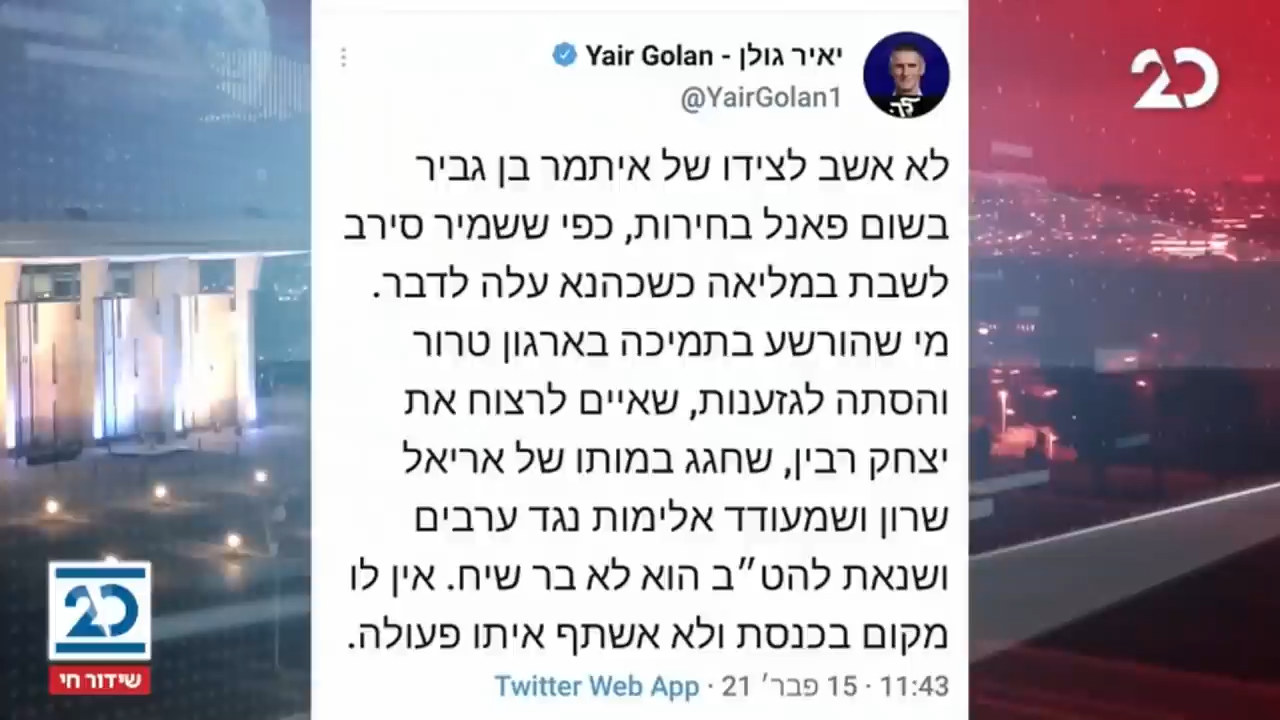 יאיר גולן - Yair Golan
@YairGolan1
20
לא אשב לצידו של איתמר בן גביר
בשום פאנל בחירות, כפי ששמיר סירב
לשבת במליאה כשכהנא עלה לדבר.
מי שהורשע בתמיכה בארגון טרור
והסתה לגזענות, שאיים לרצוח את
יצחק רבין, שחגג במותו של אריאל
שרון ושמעודד אלימות נגד ערבים
ושנאת להט״ב הוא לא בר שיח. אין לו
מקום בכנסת ולא אשתף איתו פעולה.
11:43 · 15 פבר׳ 21 · Twitter Web App
20
שידור חי